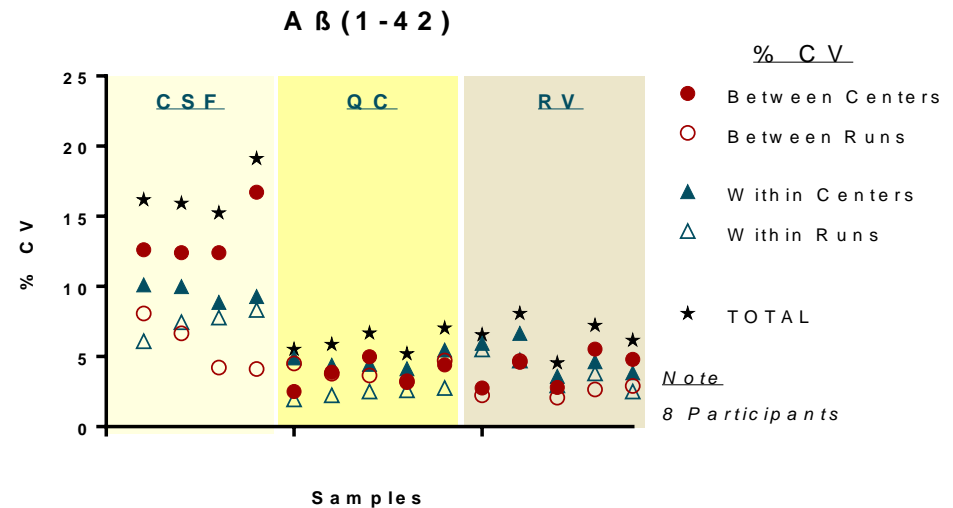 Aß(1-42)
% CV
25
20
15
10
5
0
CSF
QC
RV
Samples
% CV
Between Centers
Between Runs
Within Centers
Within Runs
TOTAL
Note
8 Participants